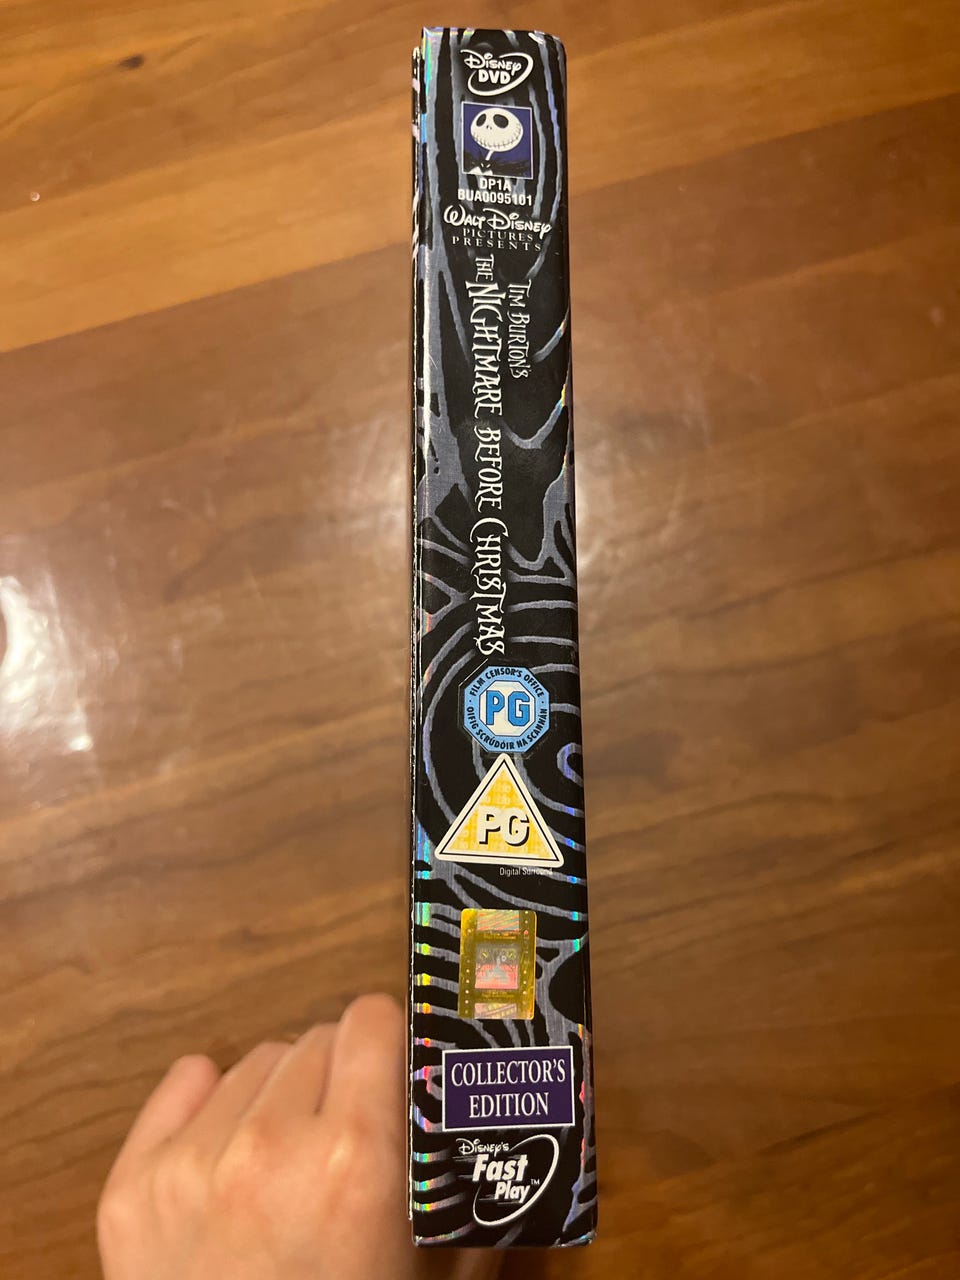 Disney
DVD
DP1A
BUA0095101
WALT DISNEY
PICTURES
PRESENTS
TIM BURTON'S
THE NIGHTMARE BEFORE CHRISTMAS
FILM CENSOR'S OFFICE
PG
OIFIG SCRÚDÓIR NA SCANNÁN
PG
Digital Surround
COLLECTOR'S
EDITION
DISNEY'S
Fast
Play™